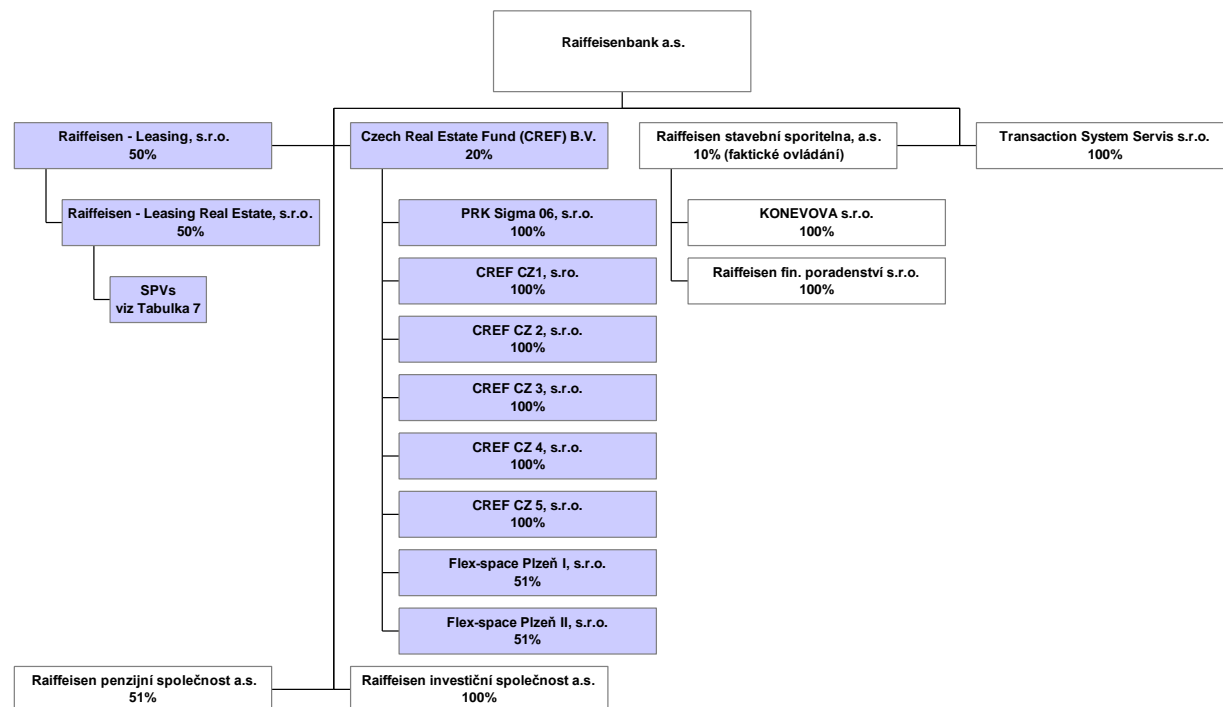 Raiffeisenbank a.s.
Raiffeisen - Leasing, s.r.o.
50%
Czech Real Estate Fund (CREF) B.V.
20%
Raiffeisen stavební sporitelna, a.s.
10% (faktické ovládání)
Transaction System Servis s.r.o.
100%
Raiffeisen - Leasing Real Estate, s.r.o.
50%
PRK Sigma 06, s.r.o.
100%
KONEVOVA s.r.o.
100%
SPVs
viz Tabulka 7
CREF CZ1, s.ro.
100%
Raiffeisen fin. poradenství s.r.o.
100%
CREF CZ 2, s.r.o.
100%
CREF CZ 3, s.r.o.
100%
CREF CZ 4, s.r.o.
100%
CREF CZ 5, s.r.o.
100%
Flex-space Plzeň I, s.r.o.
51%
Flex-space Plzeň II, s.r.o.
51%
Raiffeisen penzijní společnost a.s.
51%
Raiffeisen investiční společnost a.s.
100%